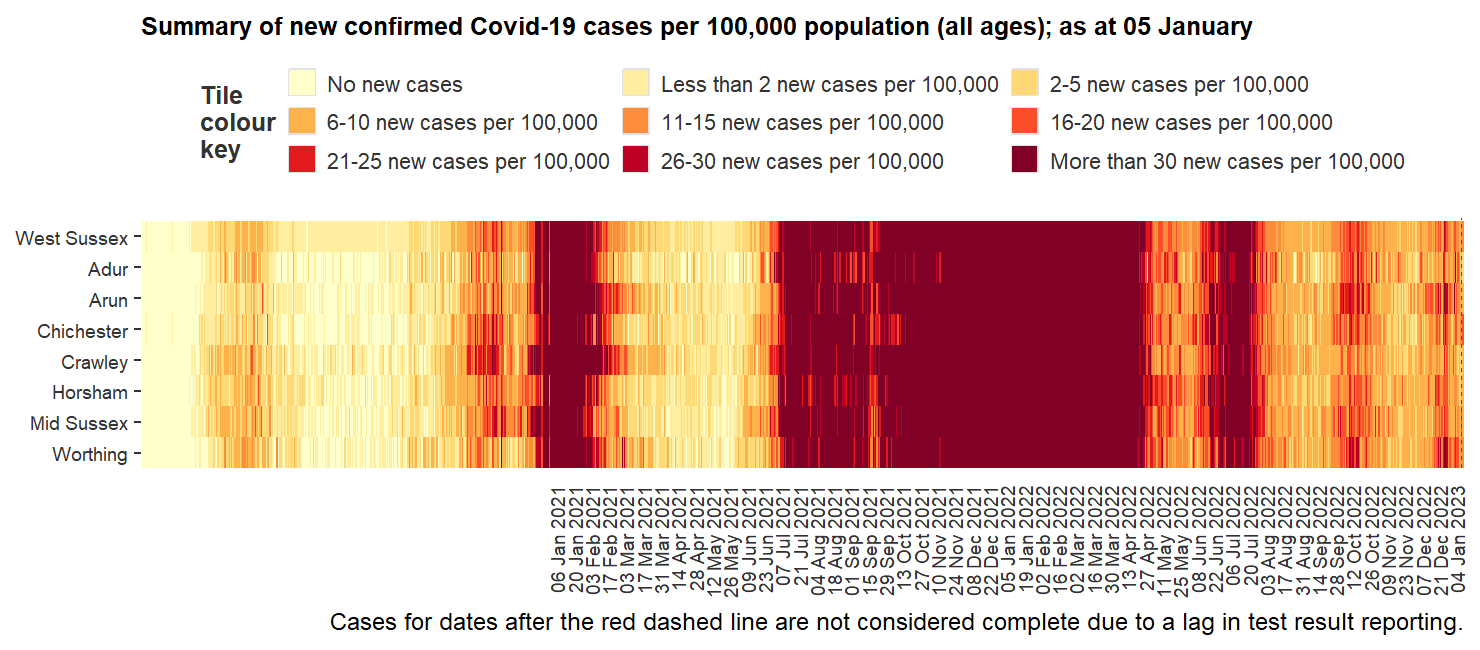 Summary of new confirmed Covid-19 cases per 100,000 population (all ages); as at 05 January
Tile
colour
key
No new cases
Less than 2 new cases per 100,000
2-5 new cases per 100,000
6-10 new cases per 100,000
11-15 new cases per 100,000
16-20 new cases per 100,000
21-25 new cases per 100,000
26-30 new cases per 100,000
More than 30 new cases per 100,000
West Sussex
Adur
Arun
Chichester
Crawley
Horsham
Mid Sussex
Worthing
06 Jan 2021
20 Jan 2021
03 Feb 2021
17 Feb 2021
03 Mar 2021
17 Mar 2021
31 Mar 2021
14 Apr 2021
28 Apr 2021
12 May 2021
26 May 2021
09 Jun 2021
23 Jun 2021
07 Jul 2021
21 Jul 2021
04 Aug 2021
18 Aug 2021
01 Sep 2021
15 Sep 2021
29 Sep 2021
13 Oct 2021
27 Oct 2021
10 Nov 2021
24 Nov 2021
08 Dec 2021
22 Dec 2021
05 Jan 2022
19 Jan 2022
02 Feb 2022
16 Feb 2022
02 Mar 2022
16 Mar 2022
30 Mar 2022
13 Apr 2022
27 Apr 2022
11 May 2022
25 May 2022
08 Jun 2022
22 Jun 2022
06 Jul 2022
20 Jul 2022
03 Aug 2022
17 Aug 2022
31 Aug 2022
14 Sep 2022
28 Sep 2022
12 Oct 2022
26 Oct 2022
09 Nov 2022
23 Nov 2022
07 Dec 2022
21 Dec 2022
04 Jan 2023
Cases for dates after the red dashed line are not considered complete due to a lag in test result reporting.